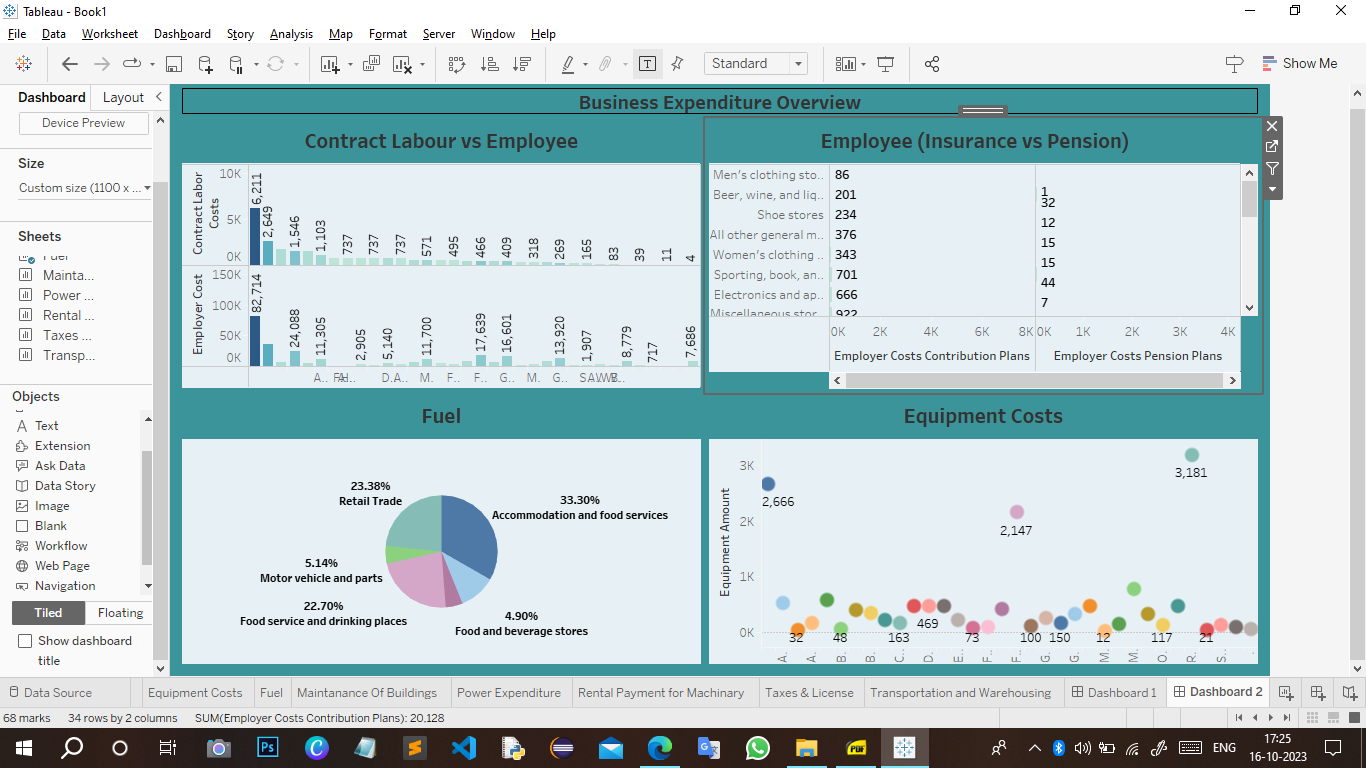 Tableau - Book1
File Data Worksheet Dashboard Story Analysis Map Format Server Window Help
Standard
Show Me
Dashboard Layout
Device Preview
Size
Custom size (1100 x ...
Sheets
Fuel
Mainta...
Power ...
Rental ...
Taxes ...
Transp...
Objects
Text
Extension
Ask Data
Data Story
Image
Blank
Workflow
Web Page
Navigation
Tiled Floating
Show dashboard
title
Business Expenditure Overview
Contract Labour vs Employee
Contract Labor
Costs
10K
5K
0K
6,211 2,649 1,546 1,103 737 737 737 571 495 466 409 318 269 165 83 39 11 4
Employer Cost
150K
100K
50K
0K
82,714 24,088 11,305 2,905 5,140 11,700 17,639 16,601 13,920 1,907 8,779 717 7,686
A.. D.. A.. M.. F.. F.. G.. M. G..
Employee (Insurance vs Pension)
Men's clothing sto.. 86
Beer, wine, and liq.. 201 1
32
Shoe stores 234 12
All other general m.. 376 15
Women's clothing .. 343 15
Sporting, book, an.. 701 44
Electronics and ap.. 666 7
Miscellaneous stor.. 922
0K 2K 4K 6K 8K 0K 1K 2K 3K 4K
Employer Costs Contribution Plans Employer Costs Pension Plans
Fuel
23.38%
Retail Trade
33.30%
Accommodation and food services
5.14%
Motor vehicle and parts
22.70%
Food service and drinking places
4.90%
Food and beverage stores
Equipment Costs
Equipment Amount
3K
2K
1K
0K
2,666 3,181 2,147
32 48 163 469 73 100 150 12 117 21
A. A. B. B. C. D. E. F. F. G. G. M. M. O. R. S.
Data Source Equipment Costs Fuel Maintanance Of Buildings Power Expenditure Rental Payment for Machinary Taxes & License Transportation and Warehousing Dashboard 1 Dashboard 2
68 marks 34 rows by 2 columns SUM(Employer Costs Contribution Plans): 20,128
Ps
PDF
ENG
17:25
16-10-2023